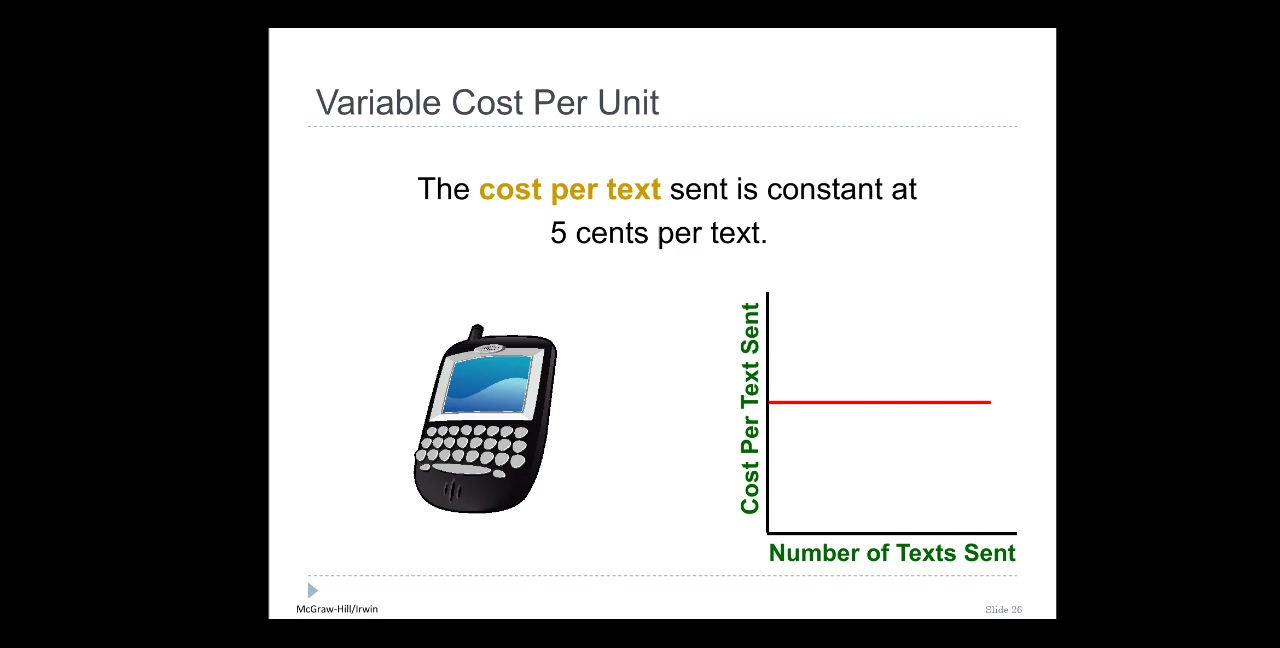 Variable Cost Per Unit
The cost per text sent is constant at
5 cents per text.
Cost Per Text Sent
Number of Texts Sent
McGraw-Hill/Irwin
Slide 26